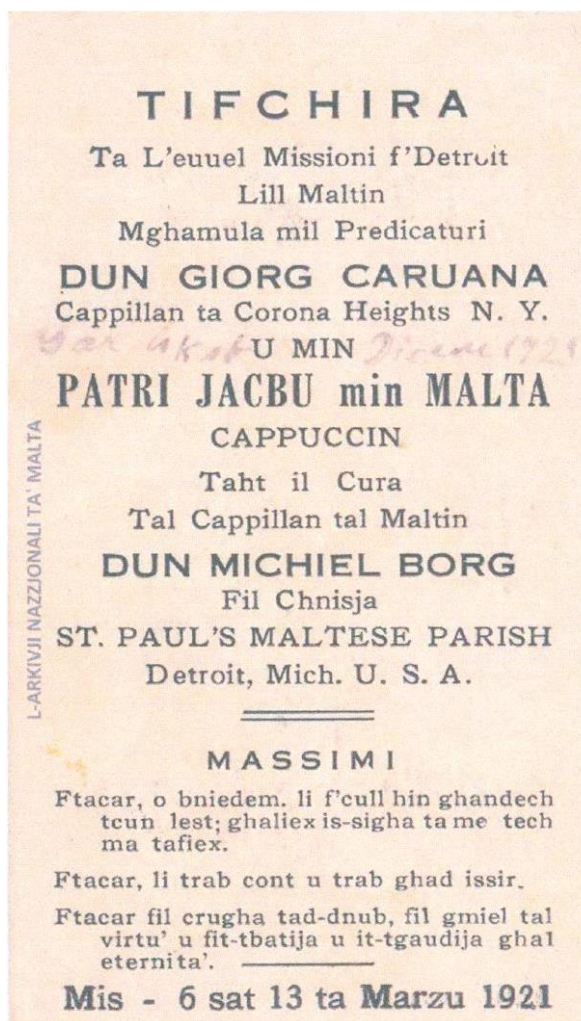 TIFCHIRA
Ta L'euuel Missioni f'Detroit
Lill Maltin
Mghamula mil Predicaturi
DUN GIORG CARUANA
Cappillan ta Corona Heights N. Y.
U MIN
PATRI JACBU min MALTA
CAPPUCCIN
Taht il Cura
Tal Cappillan tal Maltin
DUN MICHIEL BORG
Fil Chnisja
ST. PAUL'S MALTESE PARISH
Detroit, Mich. U. S. A.
MASSIMI
Ftacar, o bniedem. li f'cull hin ghandech
tcun lest; ghaliex is-sigha ta me tech
ma tafiex.
Ftacar, li trab cont u trab ghad issir.
Ftacar fil crugha tad-dnub, fil gmiel tal
virtu' u fit-tbatija u it-tgaudija ghal
eternita'.
Mis - 6 sat 13 ta Marzu 1921
L-ARKIVJI NAZZJONALI TA' MALTA